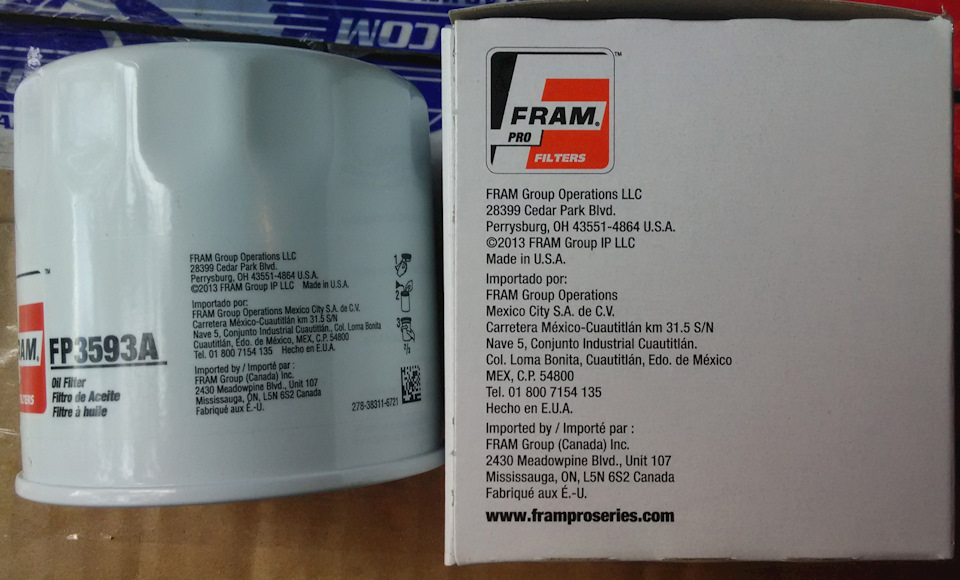 .COM
™
FRAM
FILTERS
FP3593A
Oil Filter
Filtro de Aceite
Filtre à huile
FRAM Group Operations LLC
28399 Cedar Park Blvd.
Perrysburg, OH 43551-4864 U.S.A.
©2013 FRAM Group IP LLC Made in U.S.A.
Importado por:
FRAM Group Operations Mexico City S.A. de C.V.
Carretera México-Cuautitlán km 31.5 S/N
Nave 5, Conjunto Industrial Cuautitlán., Col. Loma Bonita
Cuautitlán, Edo. de México, MEX, C.P. 54800
Tel. 01 800 7154 135 Hecho en E.U.A.
Imported by / Importé par :
FRAM Group (Canada) Inc.
2430 Meadowpine Blvd., Unit 107
Mississauga, ON, L5N 6S2 Canada
Fabriqué aux É.-U.
276-38311-6721
1
2
3
™
FRAM®
PRO
FILTERS
FRAM Group Operations LLC
28399 Cedar Park Blvd.
Perrysburg, OH 43551-4864 U.S.A.
©2013 FRAM Group IP LLC
Made in U.S.A.
Importado por:
FRAM Group Operations
Mexico City S.A. de C.V.
Carretera México-Cuautitlán km 31.5 S/N
Nave 5, Conjunto Industrial Cuautitlán.
Col. Loma Bonita, Cuautitlán, Edo. de México
MEX, C.P. 54800
Tel. 01 800 7154 135
Hecho en E.U.A.
Imported by / Importé par :
FRAM Group (Canada) Inc.
2430 Meadowpine Blvd., Unit 107
Mississauga, ON, L5N 6S2 Canada
Fabriqué aux É.-U.
www.framproseries.com